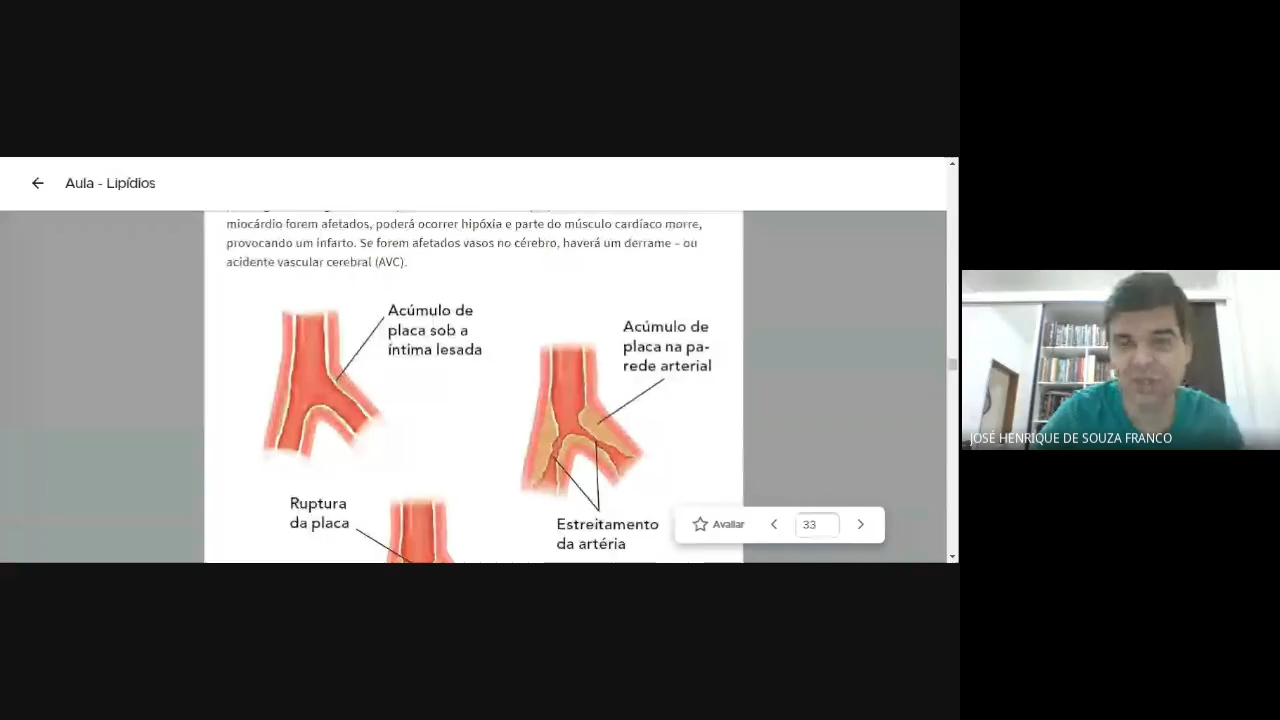 Aula - Lipídios
miocárdio forem afetados, poderá ocorrer hipóxia e parte do músculo cardíaco morre,
provocando um infarto. Se forem afetados vasos no cérebro, haverá um derrame – ou
acidente vascular cerebral (AVC).
Acúmulo de
placa sob a
íntima lesada
Acúmulo de
placa na pa-
rede arterial
Ruptura
da placa
Estreitamento
da artéria
Avaliar
33
JOSÉ HENRIQUE DE SOUZA FRANCO